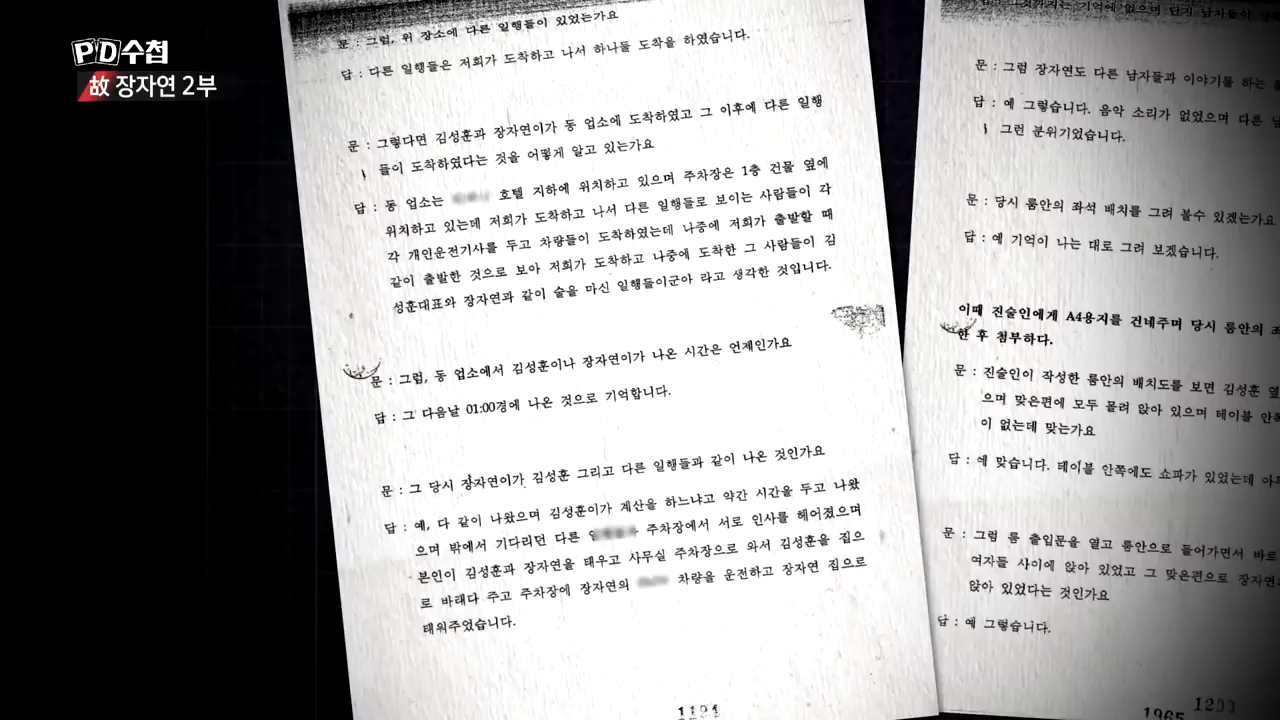 PD수첩
故 장자연 2부
문 : 그럼, 위 장소에 다른 일행들이 있었는가요
답 : 다른 일행들은 저희가 도착하고 나서 하나둘 도착을 하였습니다.
문 : 그렇다면 김성훈과 장자연이가 동 업소에 도착하였고 그 이후에 다른 일행
들이 도착하였다는 것을 어떻게 알고 있는가요
답 : 동 업소는 호텔 지하에 위치하고 있으며 주차장은 1층 건물 옆에
위치하고 있는데 저희가 도착하고 나서 다른 일행들로 보이는 사람들이 각
각 개인운전기사를 두고 차량들이 도착하였는데 나중에 저희가 출발할 때
같이 출발한 것으로 보아 저희가 도착하고 나중에 도착한 그 사람들이 김
성훈대표와 장자연과 같이 술을 마신 일행들이군아 라고 생각한 것입니다.
문 : 그럼, 동 업소에서 김성훈이나 장자연이가 나온 시간은 언제인가요
답 : 그 다음날 01:00경에 나온 것으로 기억합니다.
문 : 그 당시 장자연이가 김성훈 그리고 다른 일행들과 같이 나온 것인가요
답 : 예, 다 같이 나왔으며 김성훈이가 계산을 하느냐고 약간 시간을 두고 나왔
으며 밖에서 기다리던 다른 주차장에서 서로 인사를 헤어졌으며
본인이 김성훈과 장자연을 태우고 사무실 주차장으로 와서 김성훈을 집으
로 바래다 주고 주차장에 장자연의 차량을 운전하고 장자연 집으로
태워주었습니다.
1191
기억에 없으며 단지 남자들이
문 : 그럼 장자연도 다른 남자들과 이야기를 하는
답 : 예 그렇습니다. 음악 소리가 없었으며 다른
그런 분위기였습니다.
문 : 당시 룸안의 좌석 배치를 그려 볼수 있겠는가요
답 : 예 기억이 나는 대로 그려 보겠습니다.
이때 진술인에게 A4용지를 건네주며 당시 룸안의 좌
한 후 첨부하다.
문 : 진술인이 작성한 룸안의 배치도를 보면 김성훈 옆
으며 맞은편에 모두 몰려 앉아 있으며 테이블 안쪽
이 없는데 맞는가요
답 : 예 맞습니다. 테이블 안쪽에도 쇼파가 있었는데 아무
문 : 그럼 룸 출입문을 열고 룸안으로 들어가면서 바로
여자들 사이에 앉아 있었고 그 맞은편으로 장자연
앉아 있었다는 것인가요
답 : 예 그렇습니다.
1965